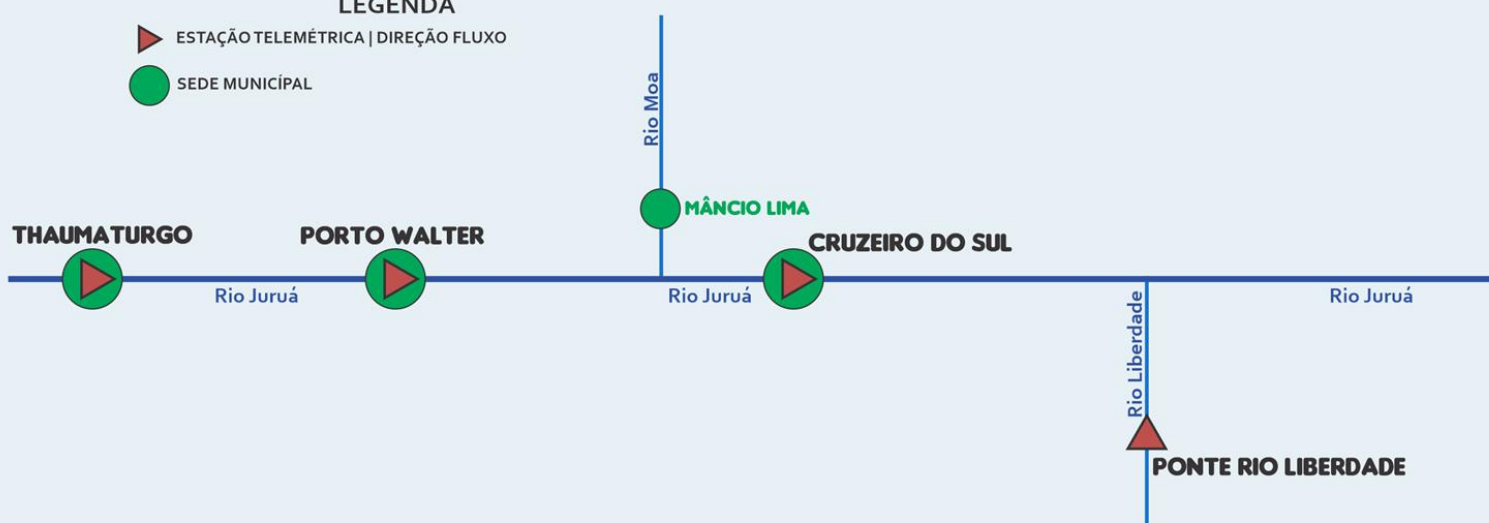 LEGENDA
ESTAÇÃO TELEMÉTRICA | DIREÇÃO FLUXO
SEDE MUNICÍPAL
Rio Moa
MÂNCIO LIMA
THAUMATURGO
PORTO WALTER
CRUZEIRO DO SUL
Rio Juruá
Rio Juruá
Rio Juruá
Rio Liberdade
PONTE RIO LIBERDADE